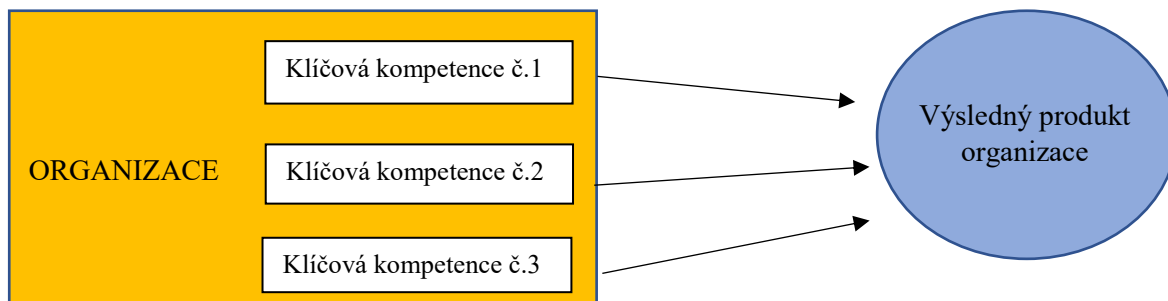 Klíčová kompetence č.1
ORGANIZACE
Klíčová kompetence č.2
Klíčová kompetence č.3
Výsledný produkt
organizace